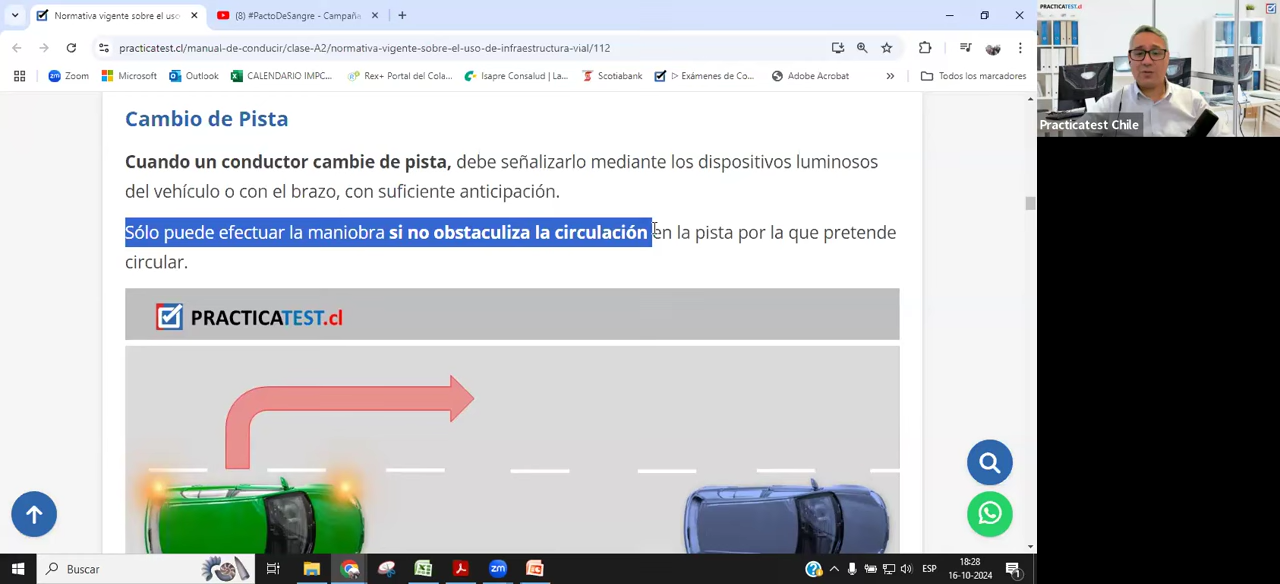 Normativa vigente sobre el uso
(8) #PactoDeSangre - Campaña
practicatest.cl/manual-de-conducir/clase-A2/normativa-vigente-sobre-el-uso-de-infraestructura-vial/112
Zoom
Microsoft
Outlook
CALENDARIO IMPC...
Rex+ Portal del Cola...
Isapre Consalud | La...
Scotiabank
▷ Exámenes de Co...
Adobe Acrobat
»
Todos los marcadores
Cambio de Pista
Cuando un conductor cambie de pista, debe señalizarlo mediante los dispositivos luminosos
del vehículo o con el brazo, con suficiente anticipación.
Sólo puede efectuar la maniobra si no obstaculiza la circulación en la pista por la que pretende
circular.
PRACTICATEST.cl
PRACTICATEST.cl
Practicatest Chile
Buscar
ESP
18:28
16-10-2024
1